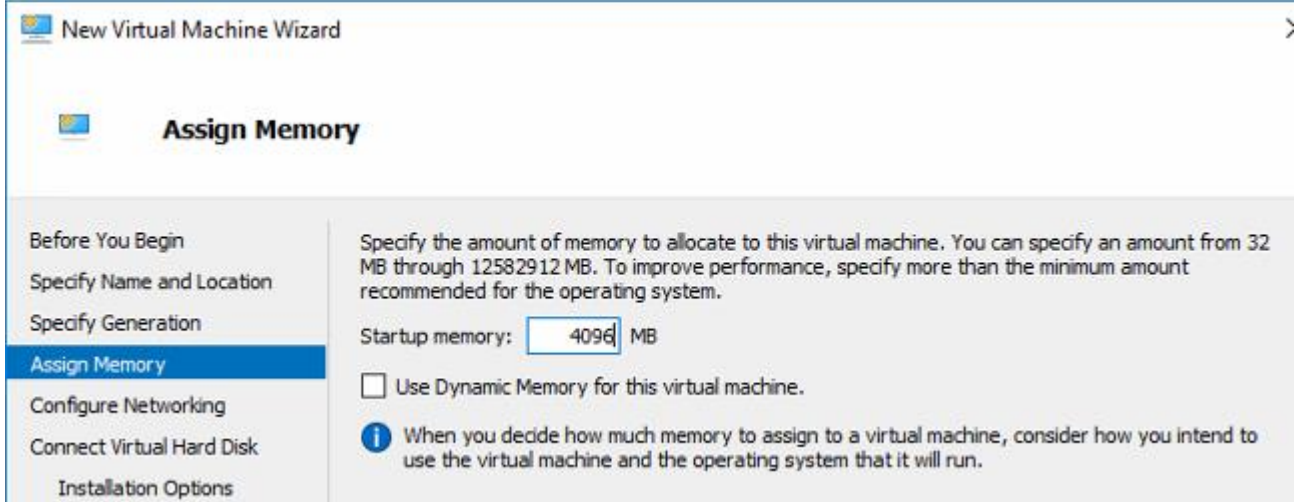 New Virtual Machine Wizard
Assign Memory
Before You Begin
Specify Name and Location
Specify Generation
Assign Memory
Configure Networking
Connect Virtual Hard Disk
Installation Options
Specify the amount of memory to allocate to this virtual machine. You can specify an amount from 32
MB through 12582912 MB. To improve performance, specify more than the minimum amount
recommended for the operating system.
Startup memory: 4096 MB
Use Dynamic Memory for this virtual machine.
When you decide how much memory to assign to a virtual machine, consider how you intend to
use the virtual machine and the operating system that it will run.